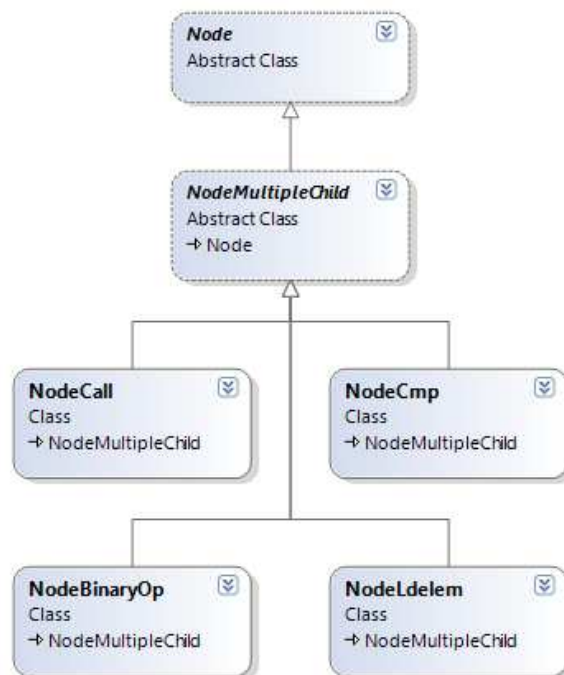 Node
Abstract Class
NodeMultipleChild
Abstract Class
Node
NodeCall
Class
NodeMultipleChild
NodeCmp
Class
NodeMultipleChild
NodeBinaryOp
Class
NodeMultipleChild
NodeLdelem
Class
NodeMultipleChild